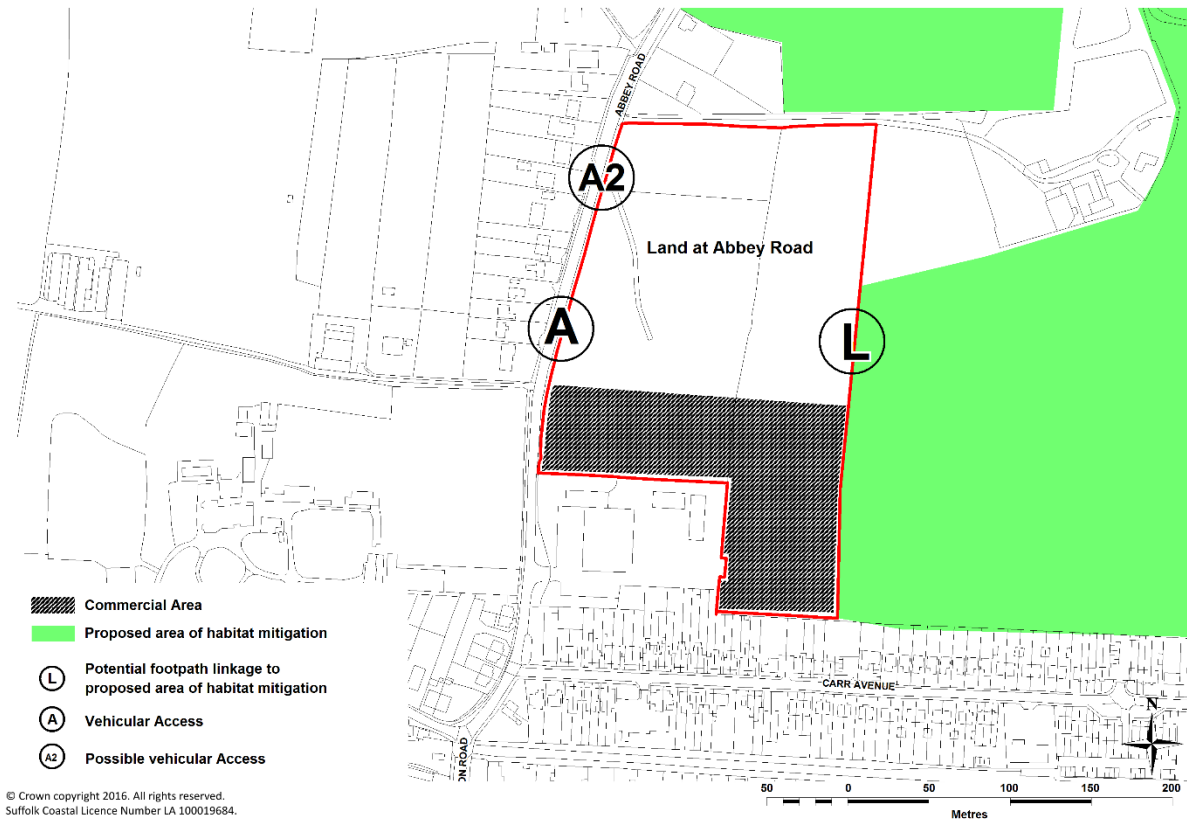 ABBEY ROAD
A2
Land at Abbey Road
A
L
Commercial Area
Proposed area of habitat mitigation
L
Potential footpath linkage to
proposed area of habitat mitigation
A
Vehicular Access
A2
Possible vehicular Access
CARR AVENUE
ON ROAD
N
© Crown copyright 2016. All rights reserved.
Suffolk Coastal Licence Number LA 100019684.
50 0 50 100 150 200
Metres